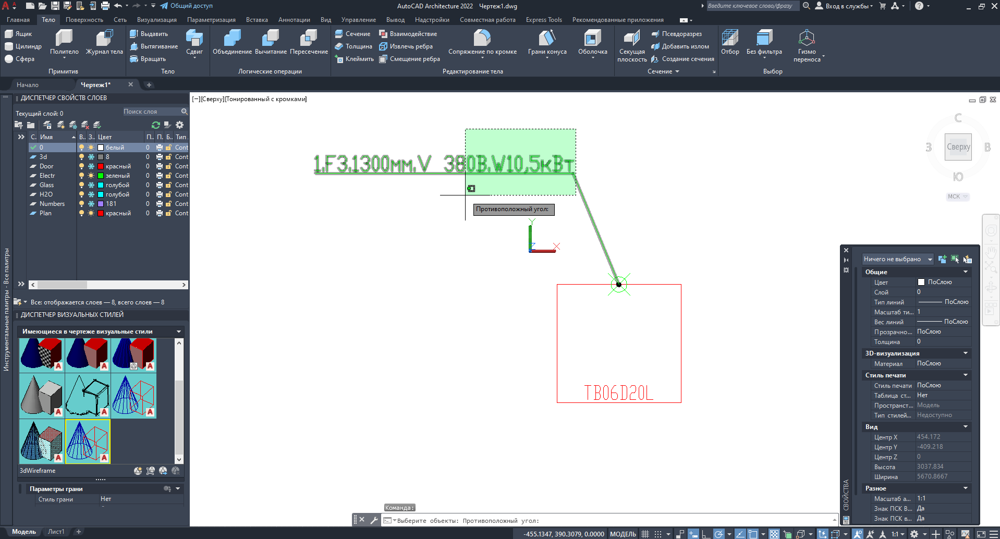 Общий доступ
AutoCAD Architecture 2022 Чертеж1.dwg
Введите ключевое слово/фразу
Вход в службы
Главная Тело Поверхность Сеть Визуализация Параметризация Вставка Аннотации Вид Управление Вывод Надстройки Совместная работа Express Tools Рекомендованные приложения
Ящик
Цилиндр
Сфера
Политело
Журнал тела
Примитив
Выдавить
Вытягивание
Вращать
Сдвиг
Тело
Объединение Вычитание Пересечение
Логические операции
Сечение
Толщина
Клеймить
Взаимодействие
Извлечь ребра
Смещение ребра
Сопряжение по кромке
Грани конуса
Оболочка
Редактирование тела
Секущая плоскость
Псевдоразрез
Добавить излом
Создание сечения
Сечение
Отбор
Без фильтра
Гизмо переноса
Выбор
Начало
Чертеж1*
ДИСПЕТЧЕР СВОЙСТВ СЛОЕВ
Текущий слой: 0
Поиск слоя
С. Имя В.. З.. Цвет П.. П. Б.. Тип
0 белый 0 Cont
3d 8 0 Cont
Door красный 0 Cont
Electr зеленый 0 Cont
Glass голубой 0 Cont
H2O голубой 0 Cont
Numbers 181 0 Cont
Plan красный 0 Cont
Все: отображается слоев — 8, всего слоев — 8
Инструментальные палитры - Все палитры
ДИСПЕТЧЕР ВИЗУАЛЬНЫХ СТИЛЕЙ
Имеющиеся в чертеже визуальные стили
3dWireframe
Параметры грани
Стиль грани Нет
[−][Сверху][Тонированный с кромками]
1.F3.1300мм.V 380В.W10,5кВт
Противоположный угол:
Y
Z
X
TB06D20L
С
З
Сверху
В
Ю
МСК
Ничего не выбрано
Общие
Цвет ПоСлою
Слой 0
Тип линий ПоСлою
Масштаб ти... 1
Вес линий ПоСлою
Прозрачно... ПоСлою
Толщина 0
3D-визуализация
Материал ПоСлою
Стиль печати
Стиль печати ПоСлою
Таблица ст... Нет
Пространст... Модель
Тип стилей... Недоступно
Вид
Центр X 454.172
Центр Y -409.218
Центр Z 0
Высота 3037.834
Ширина 5670.8667
Разное
Масштаб а... 1:1
Знак ПСК В... Да
Знак ПСК в... Да
СВОЙСТВА
Команда:
Выберите объекты: Противоположный угол:
Модель Лист1
-455.1347, 390.3079, 0.0000 МОДЕЛЬ
1:1